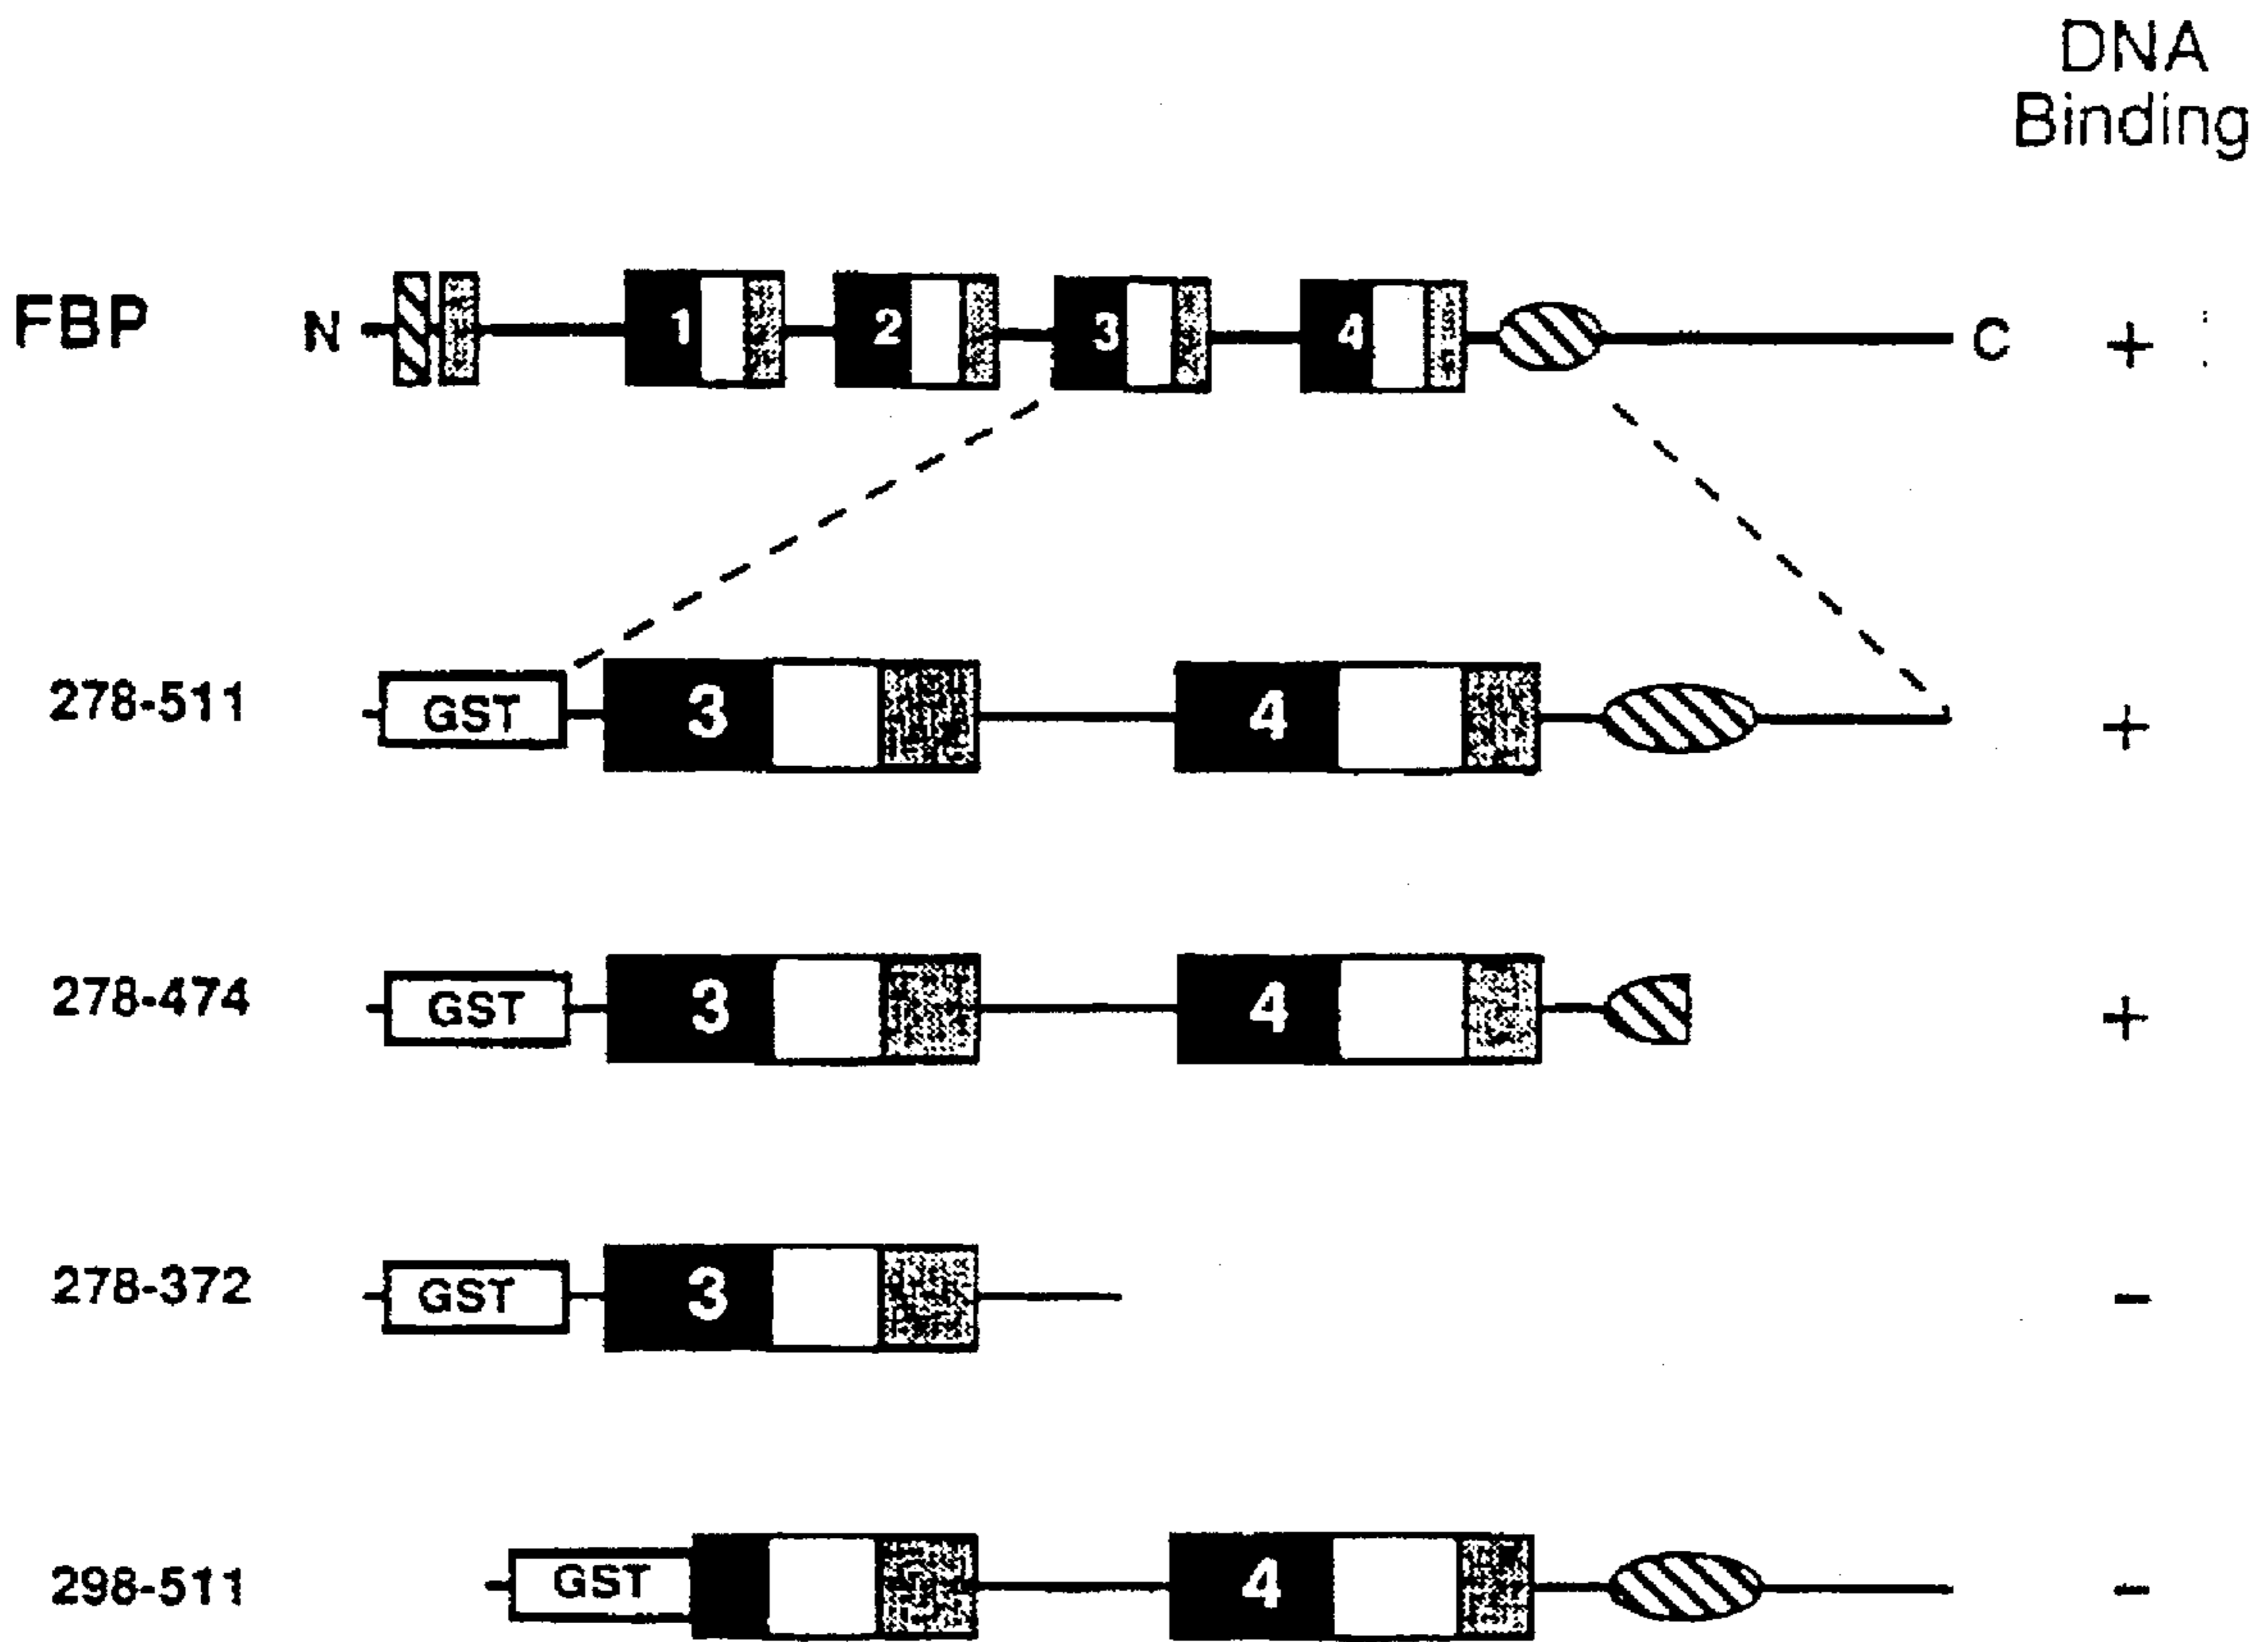 DNA
Binding
FBP N 1 2 3 4 C +
278-511 GST 3 4 +
278-474 GST 3 4 +
278-372 GST 3 -
298-511 GST 4 -